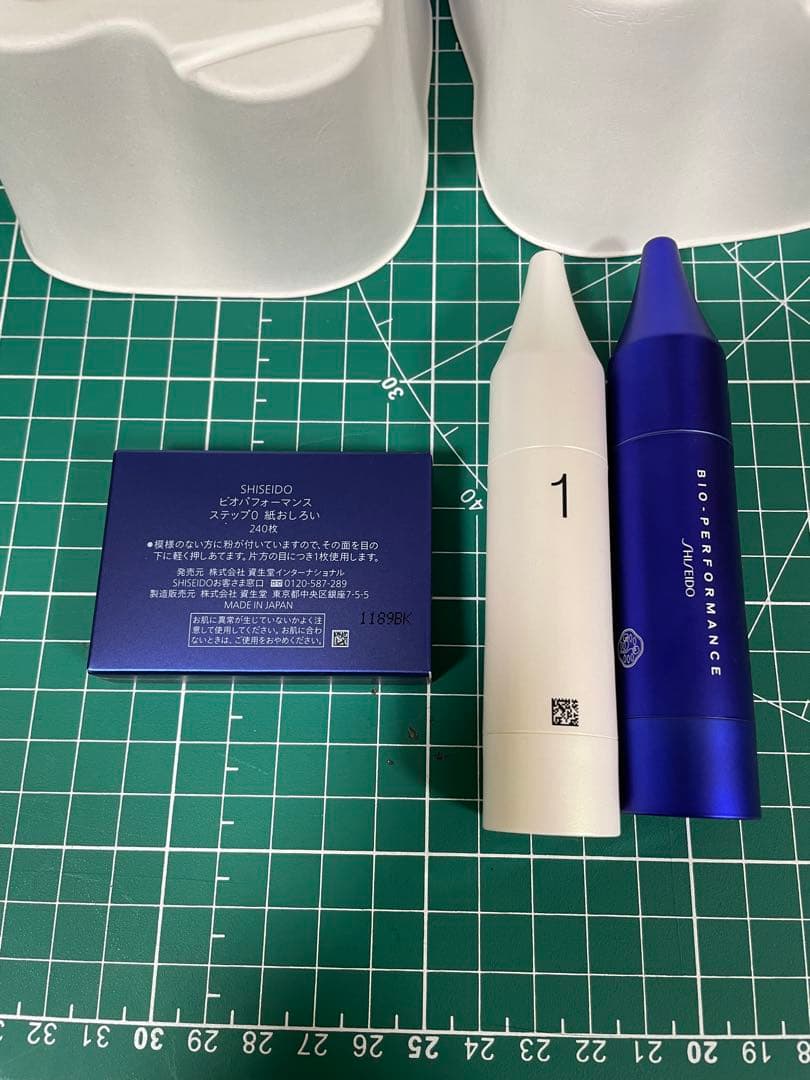 SHISEIDO
ビオパフォーマンス
ステップ0 紙おしろい
240枚
●模様のない方に粉が付いていますので、その面を目の
下に軽く押しあてます。片方の目につき1枚使用します。
発売元 株式会社 資生堂インターナショナル
SHISEIDOお客さま窓口 0120-587-289
製造販売元 株式会社 資生堂 東京都中央区銀座7-5-5
MADE IN JAPAN
お肌に異常が生じていないかよく注
意して使用してください。お肌に合わ
ないときは、ご使用をおやめください。
1189BK
1
BIO-PERFORMANCE
SHISEIDO
30
40
32 31 30 29 28 27 26 25 24 23 22 21 20 19 18